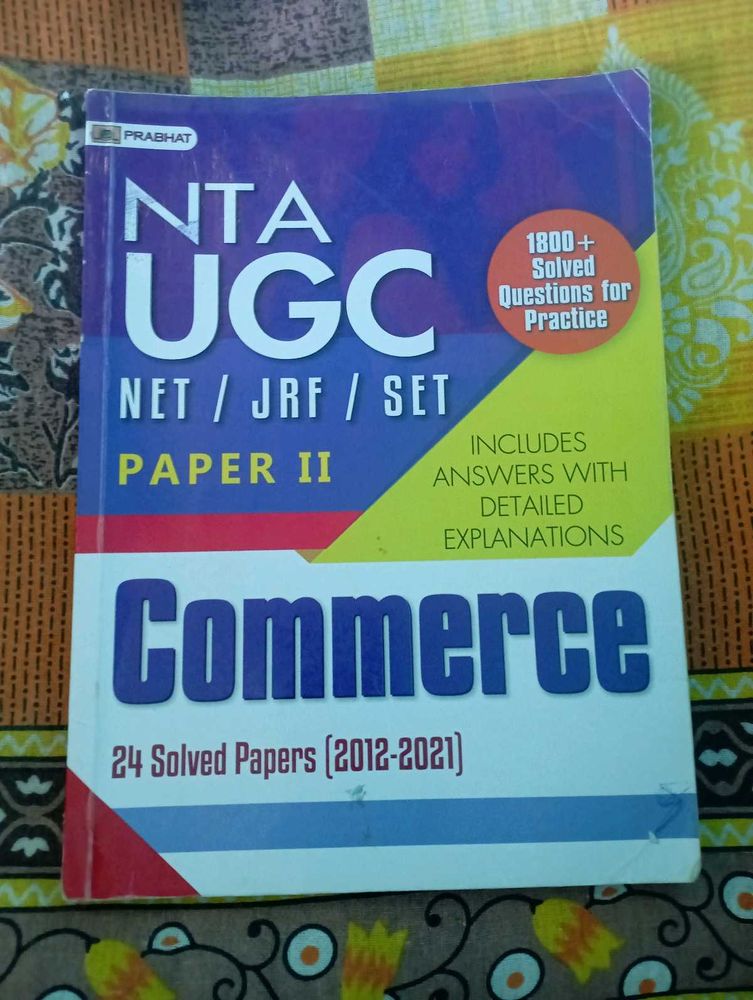 PRABHAT
NTA
UGC
NET / JRF / SET
PAPER II
1800+
Solved
Questions for
Practice
INCLUDES
ANSWERS WITH
DETAILED
EXPLANATIONS
Commerce
24 Solved Papers (2012-2021)